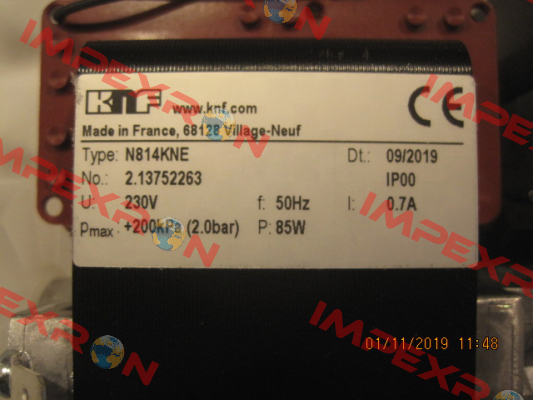 KNF www.knf.com
Made in France, 68128 Village-Neuf
Type: N814KNE Dt.: 09/2019
No.: 2.13752263 IP00
U: 230V f: 50Hz I: 0.7A
pmax. +200kPa (2.0bar) P: 85W
CE
01/11/2019 11:48
IMPEXRON
IMPEXRON
IMPEXRON
IMPEXRON
IMPEXRON